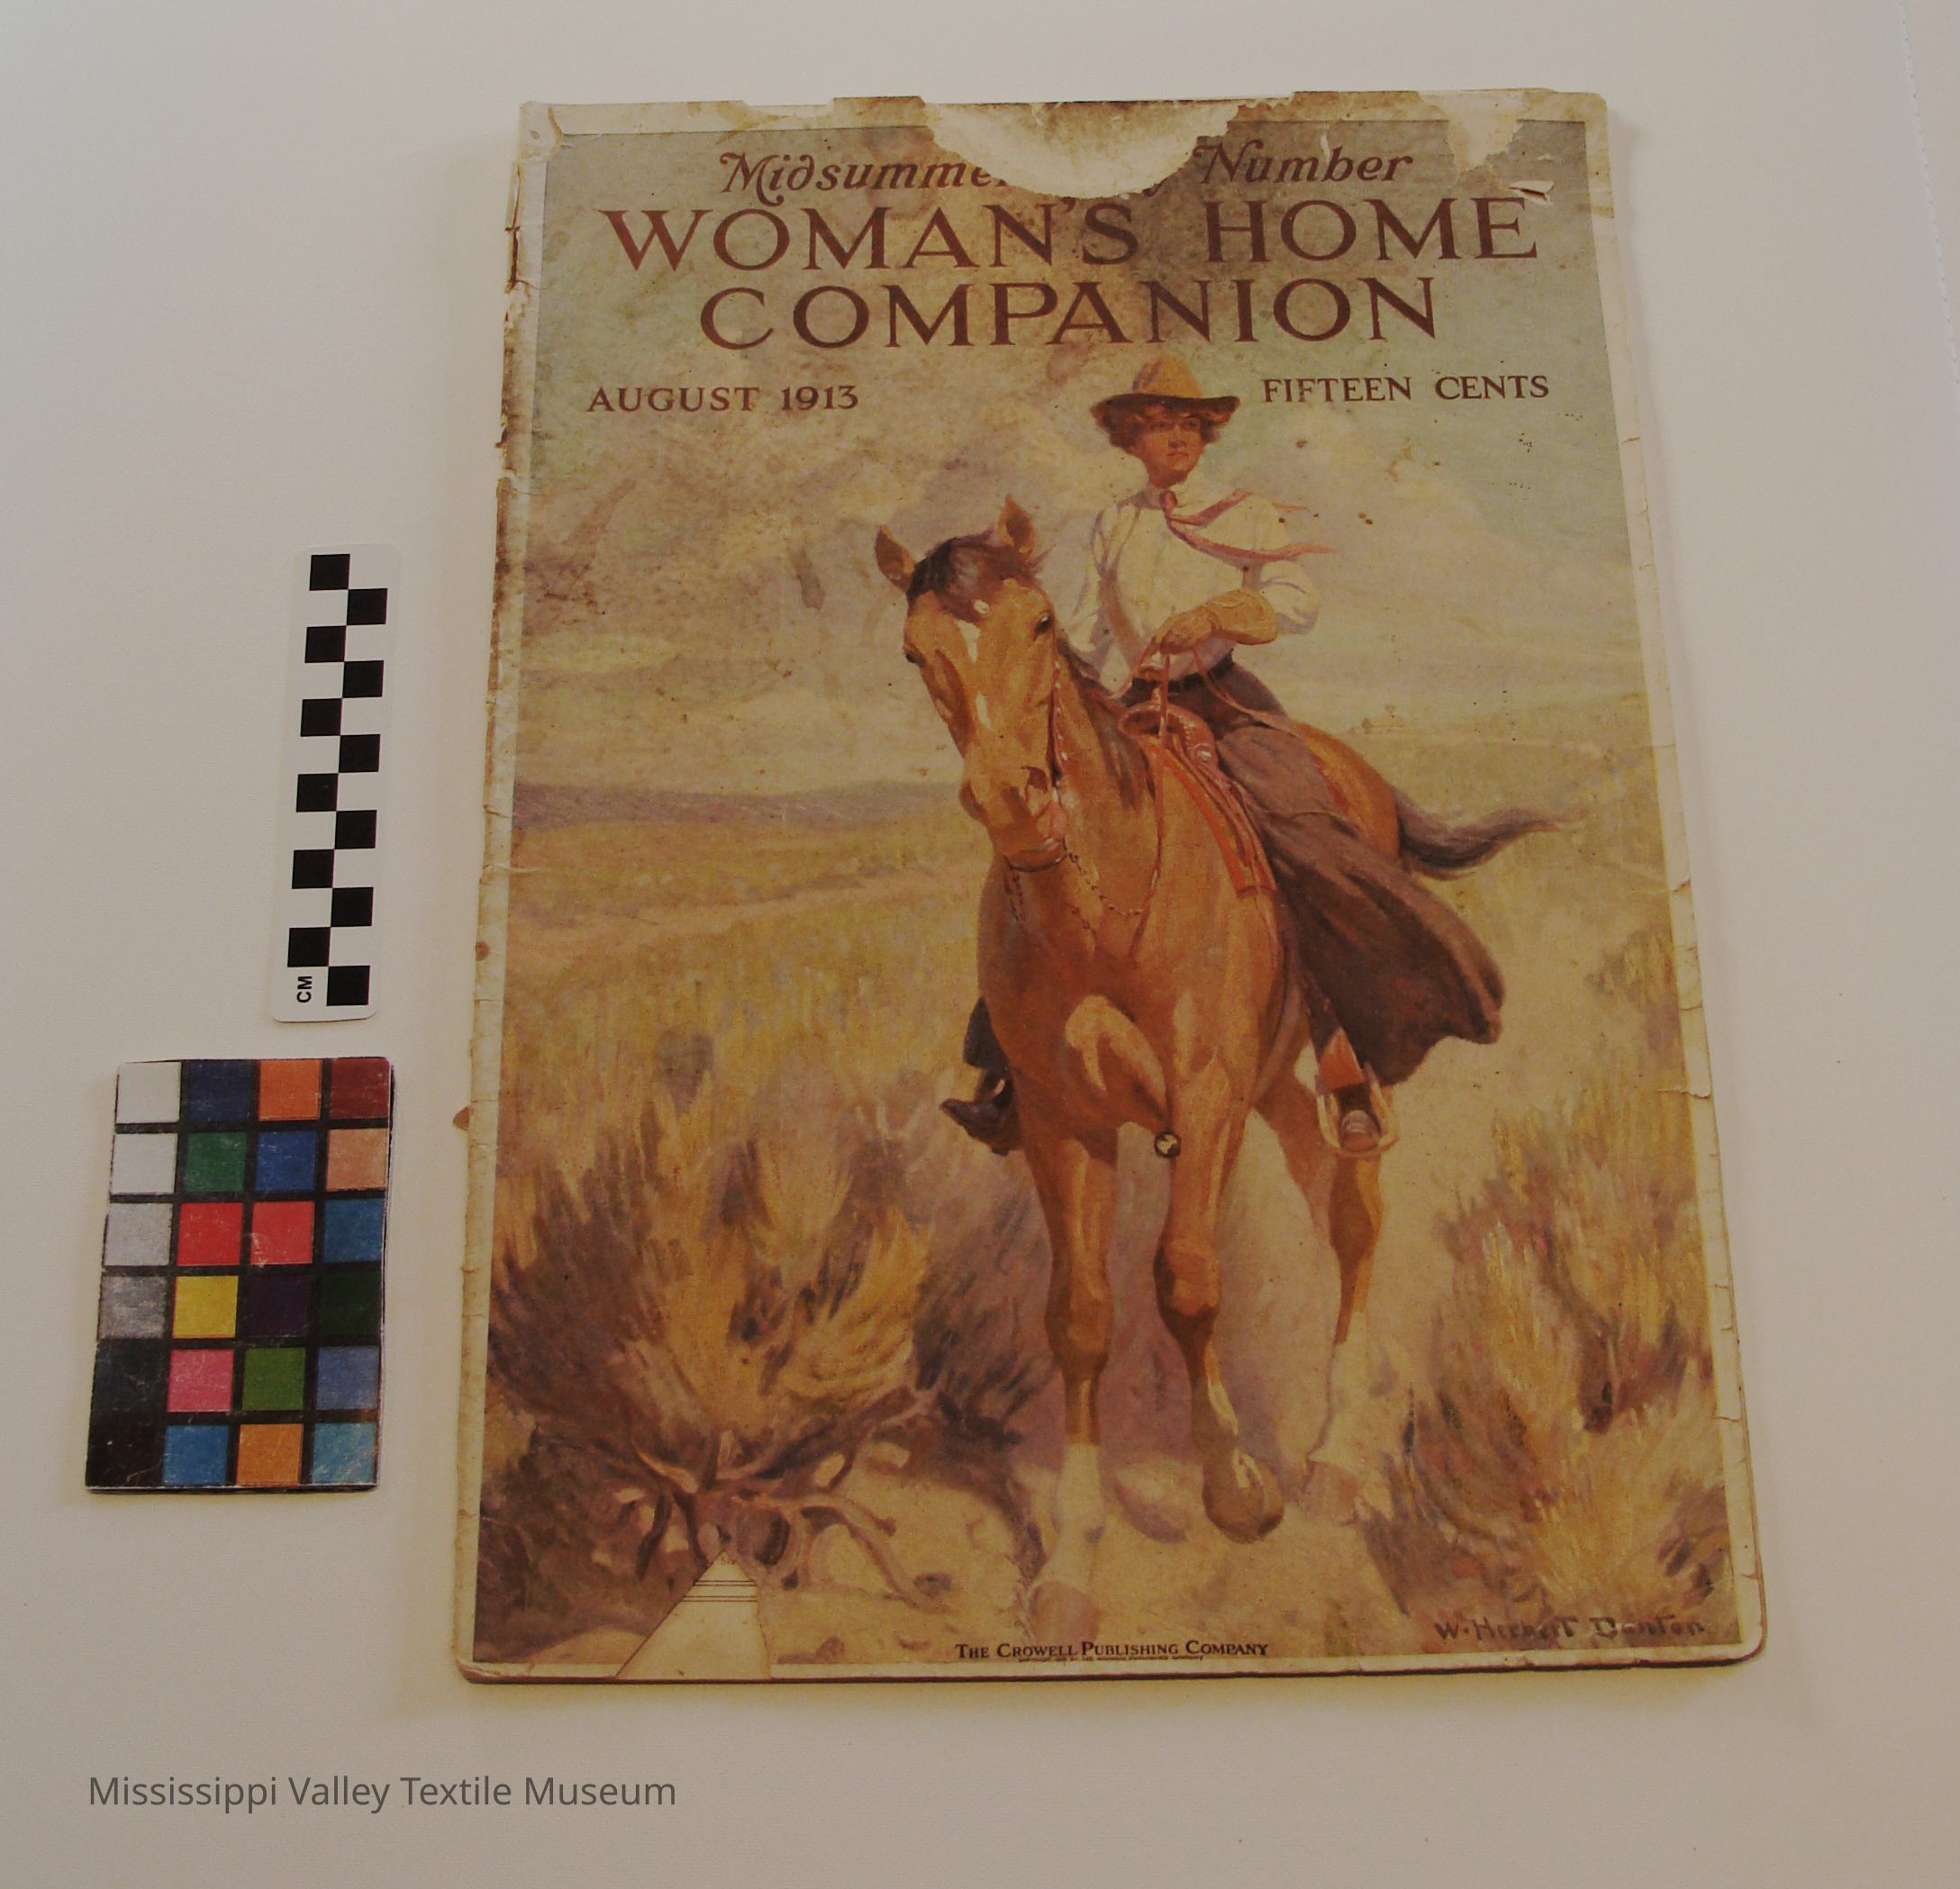 Midsumme Number
WOMAN'S HOME
COMPANION
AUGUST 1913
FIFTEEN CENTS
CM
W. Herbert Dunton
THE CROWELL PUBLISHING COMPANY
Mississippi Valley Textile Museum